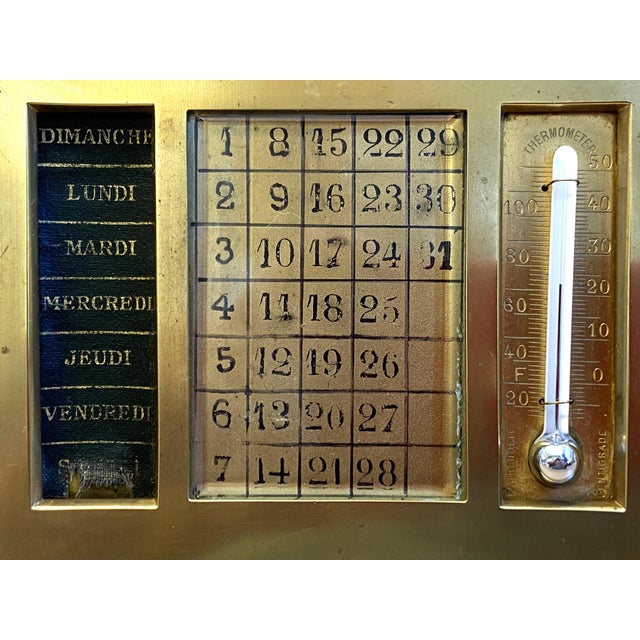 DIMANCHE
LUNDI
MARDI
MERCREDI
JEUDI
VENDREDI
1 8 15 22 29
2 9 16 23 30
3 10 17 24 31
4 11 18 25
5 12 19 26
6 13 20 27
7 14 21 28
THERMOMETER
50
100 40
80 30
60 20
10
40
F 0
20